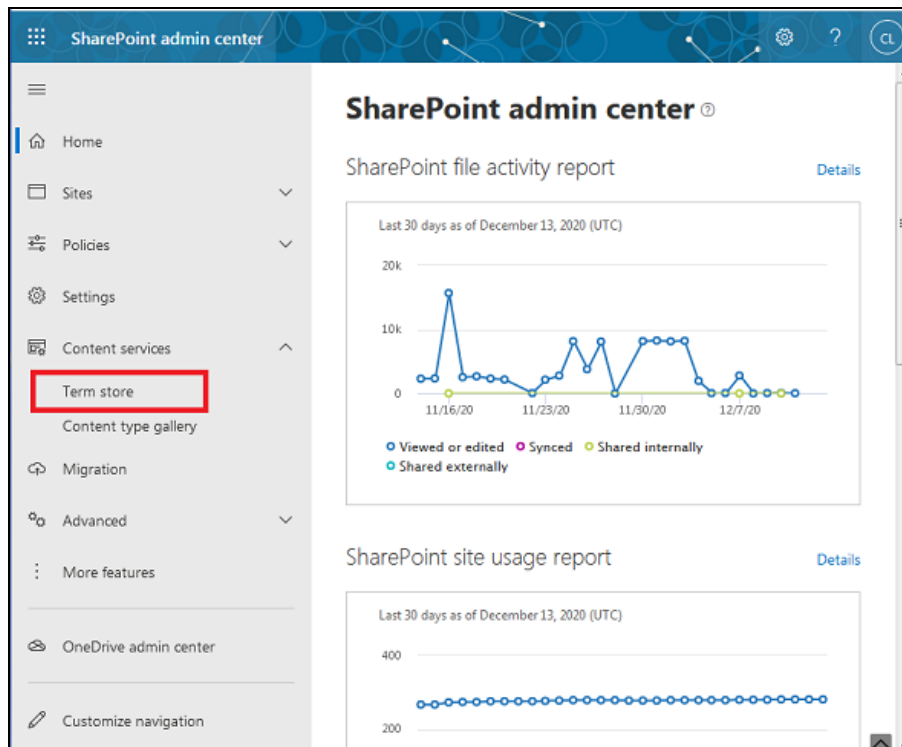 SharePoint admin center
?
CL
Home
Sites
Policies
Settings
Content services
Term store
Content type gallery
Migration
Advanced
More features
OneDrive admin center
Customize navigation
SharePoint admin center ?
SharePoint file activity report Details
Last 30 days as of December 13, 2020 (UTC)
20k
10k
0
11/16/20 11/23/20 11/30/20 12/7/20
Viewed or edited Synced Shared internally
Shared externally
SharePoint site usage report Details
Last 30 days as of December 13, 2020 (UTC)
400
200